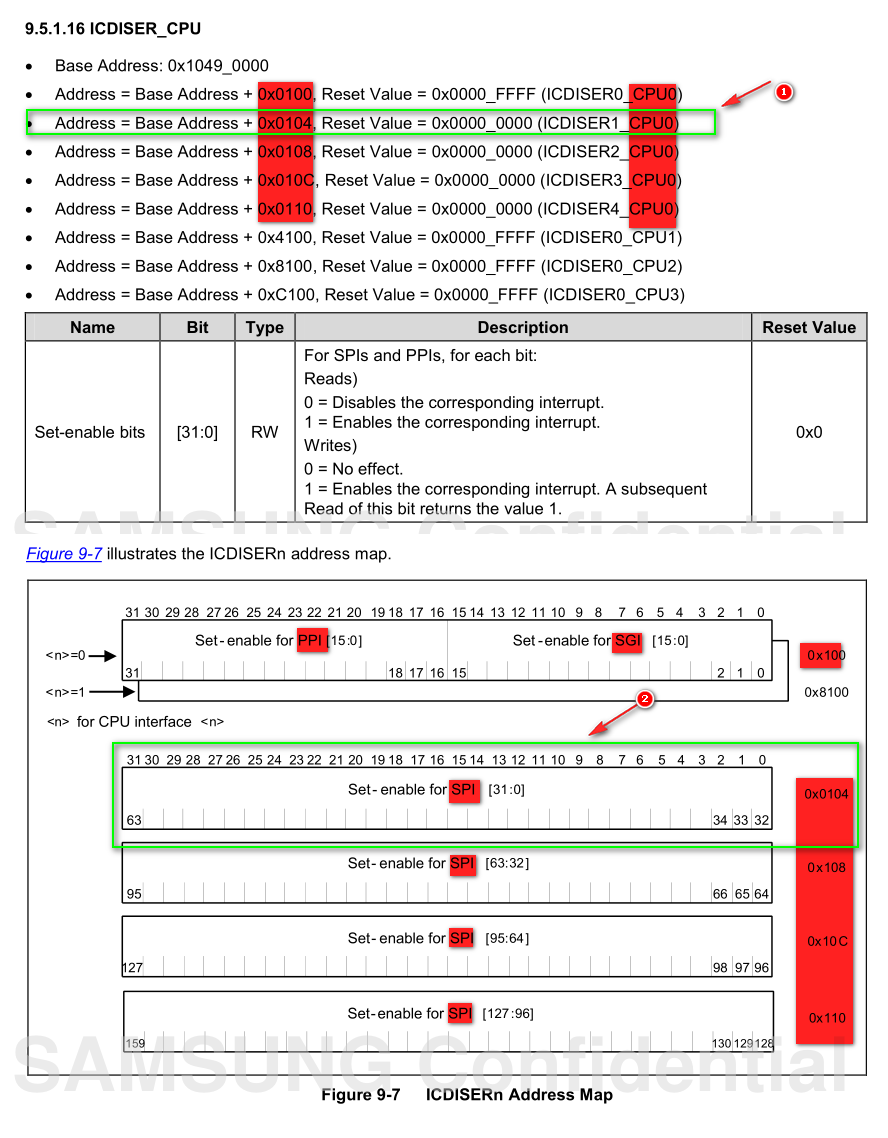 9.5.1.16 ICDISER_CPU
• Base Address: 0x1049_0000
• Address = Base Address + 0x0100, Reset Value = 0x0000_FFFF (ICDISER0_CPU0)
1
• Address = Base Address + 0x0104, Reset Value = 0x0000_0000 (ICDISER1_CPU0)
• Address = Base Address + 0x0108, Reset Value = 0x0000_0000 (ICDISER2_CPU0)
• Address = Base Address + 0x010C, Reset Value = 0x0000_0000 (ICDISER3_CPU0)
• Address = Base Address + 0x0110, Reset Value = 0x0000_0000 (ICDISER4_CPU0)
• Address = Base Address + 0x4100, Reset Value = 0x0000_FFFF (ICDISER0_CPU1)
• Address = Base Address + 0x8100, Reset Value = 0x0000_FFFF (ICDISER0_CPU2)
• Address = Base Address + 0xC100, Reset Value = 0x0000_FFFF (ICDISER0_CPU3)
Name Bit Type Description Reset Value
For SPIs and PPIs, for each bit:
Reads)
0 = Disables the corresponding interrupt.
1 = Enables the corresponding interrupt.
Set-enable bits [31:0] RW Writes) 0x0
0 = No effect.
1 = Enables the corresponding interrupt. A subsequent
Read of this bit returns the value 1.
SAMSUNG Confidential
Figure 9-7 illustrates the ICDISERn address map.
31 30 29 28 27 26 25 24 23 22 21 20 19 18 17 16 15 14 13 12 11 10 9 8 7 6 5 4 3 2 1 0
Set-enable for PPI [15:0] Set-enable for SGI [15:0]
<n>=0 0x100
31 18 17 16 15 2 1 0
<n>=1 0x8100
2
<n> for CPU interface <n>
31 30 29 28 27 26 25 24 23 22 21 20 19 18 17 16 15 14 13 12 11 10 9 8 7 6 5 4 3 2 1 0
Set-enable for SPI [31:0] 0x0104
63 34 33 32
Set-enable for SPI [63:32] 0x108
95 66 65 64
Set-enable for SPI [95:64] 0x10C
127 98 97 96
Set-enable for SPI [127:96] 0x110
159 130 129 128
SAMSUNG Confidential
Figure 9-7 ICDISERn Address Map